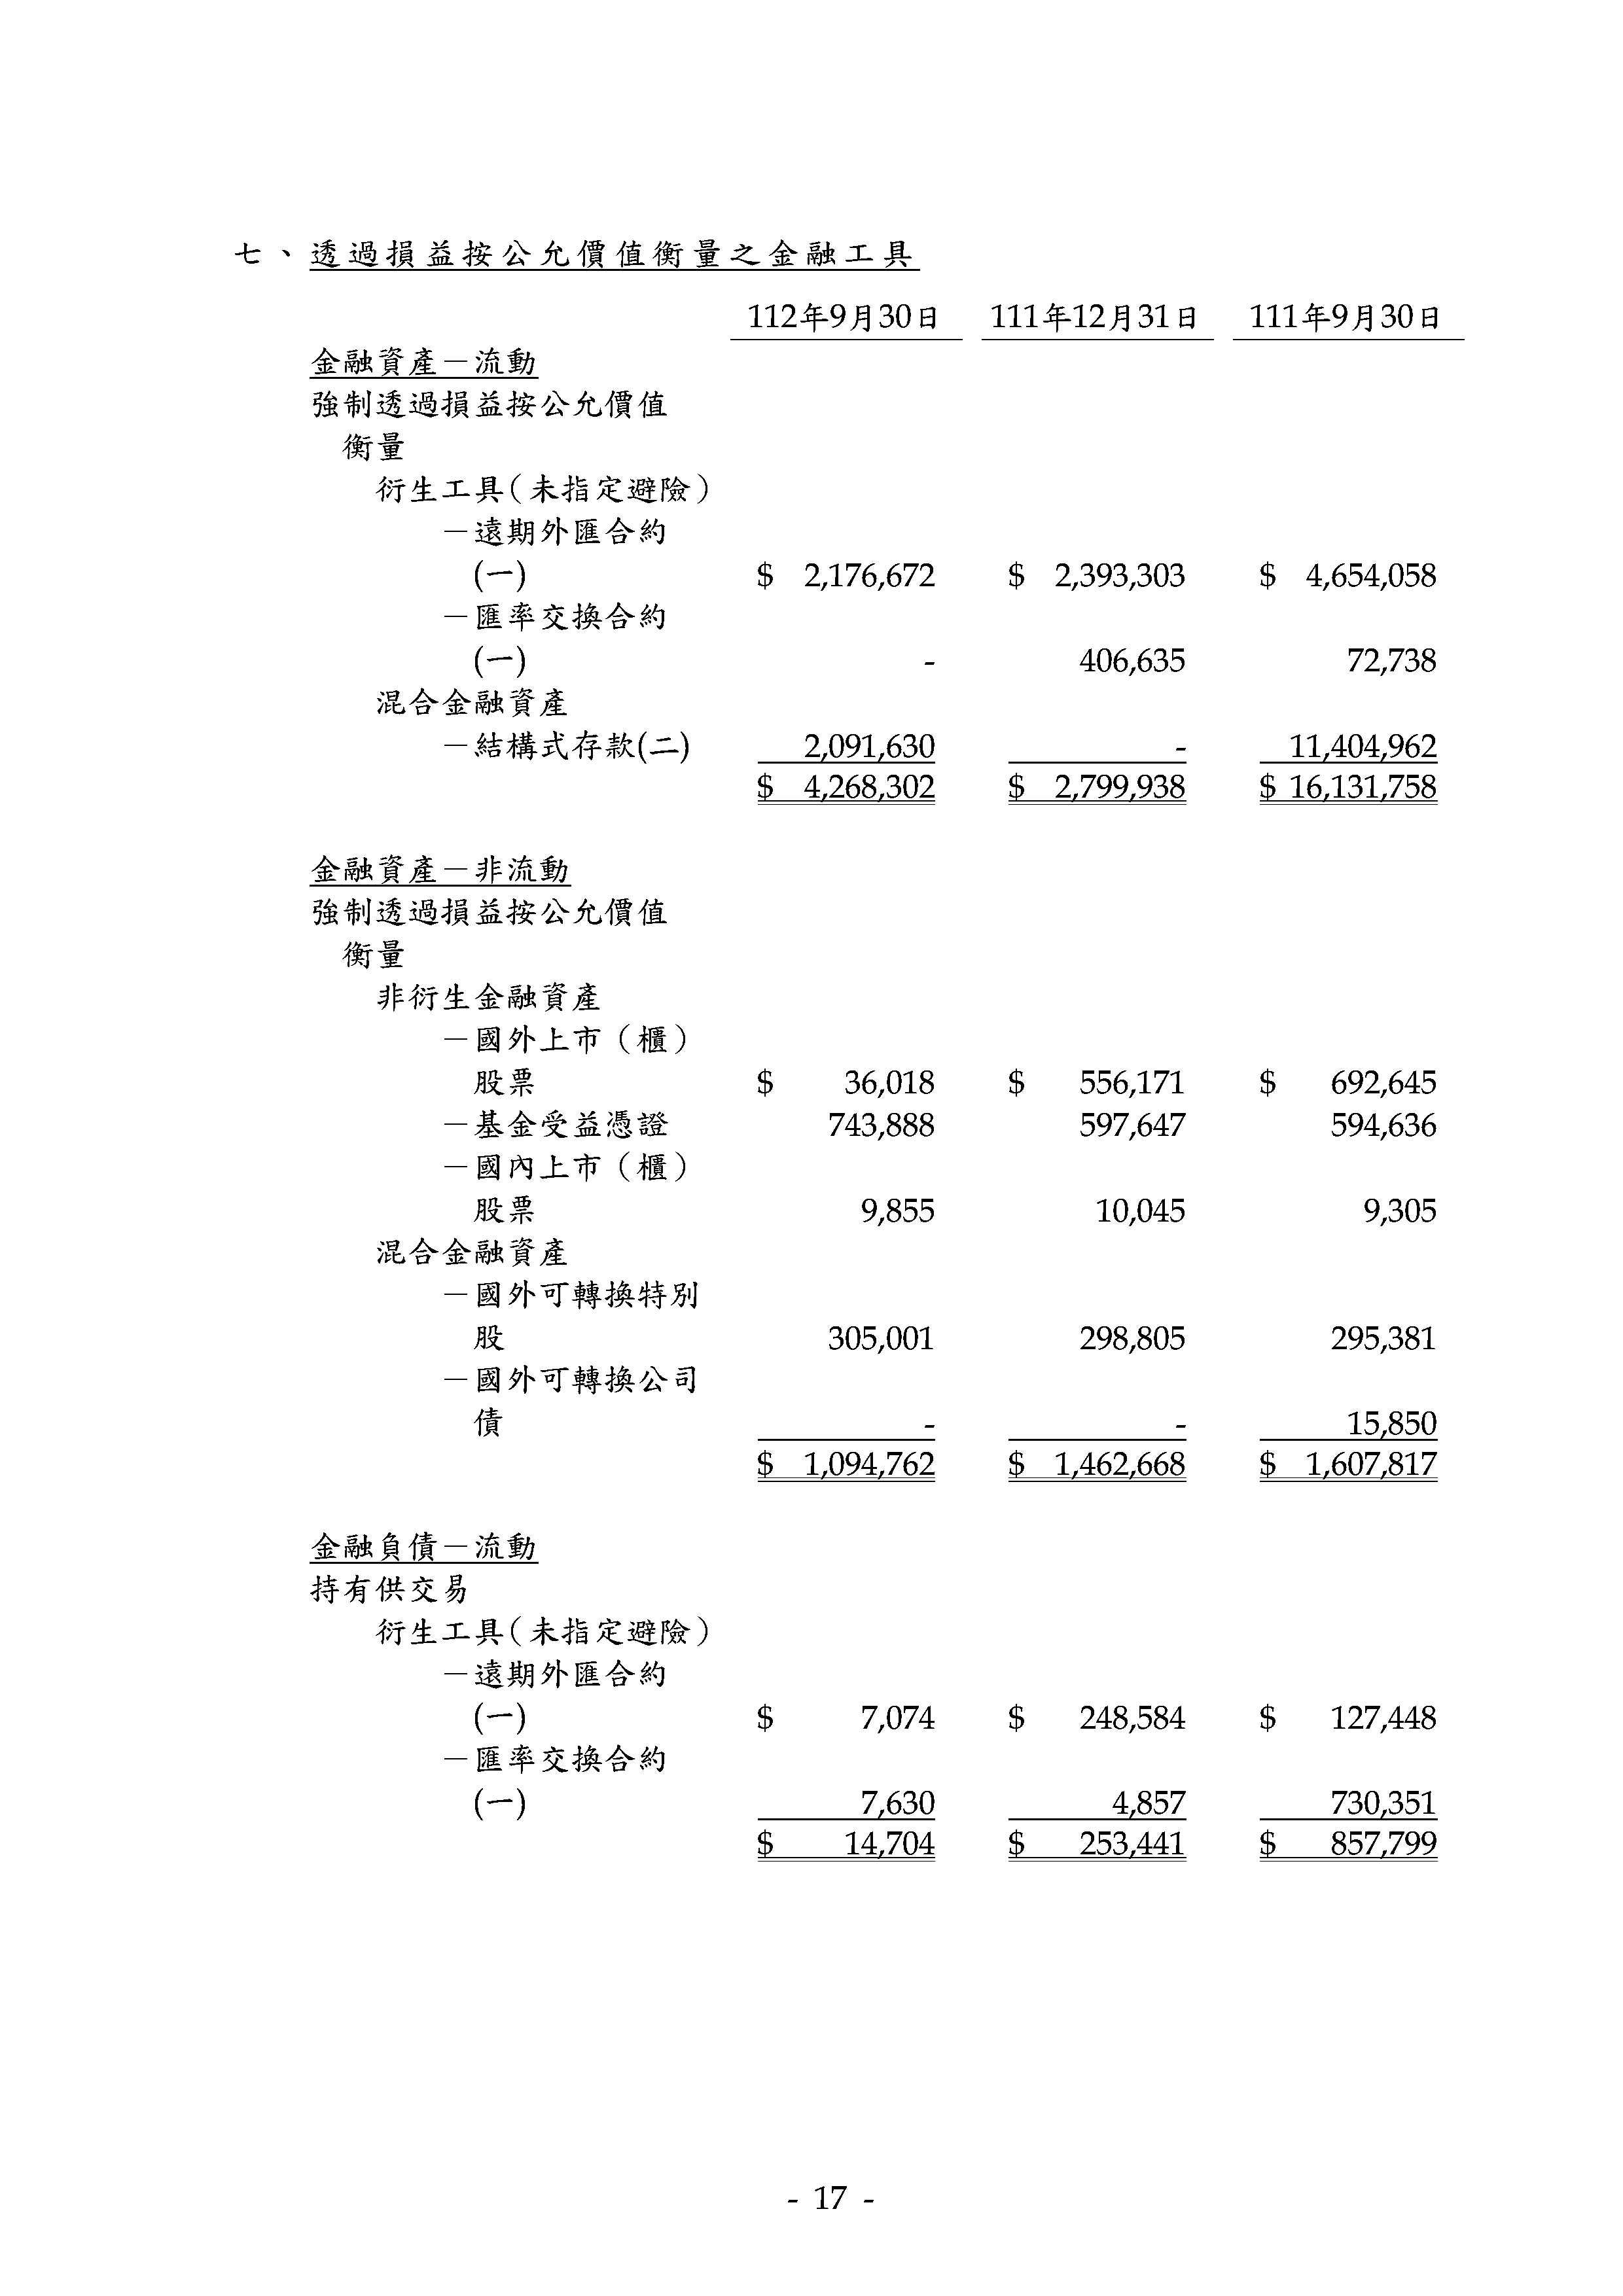 七、透過損益按公允價值衡量之金融工具
112年9月30日 111年12月31日 111年9月30日
金融資產－流動
強制透過損益按公允價值
衡量
衍生工具（未指定避險）
－遠期外匯合約
(一) $ 2,176,672 $ 2,393,303 $ 4,654,058
－匯率交換合約
(一) - 406,635 72,738
混合金融資產
－結構式存款(二) 2,091,630 - 11,404,962
$ 4,268,302 $ 2,799,938 $ 16,131,758
金融資產－非流動
強制透過損益按公允價值
衡量
非衍生金融資產
－國外上市（櫃）
股票 $ 36,018 $ 556,171 $ 692,645
－基金受益憑證 743,888 597,647 594,636
－國內上市（櫃）
股票 9,855 10,045 9,305
混合金融資產
－國外可轉換特別
股 305,001 298,805 295,381
－國外可轉換公司
債 - - 15,850
$ 1,094,762 $ 1,462,668 $ 1,607,817
金融負債－流動
持有供交易
衍生工具（未指定避險）
－遠期外匯合約
(一) $ 7,074 $ 248,584 $ 127,448
－匯率交換合約
(一) 7,630 4,857 730,351
$ 14,704 $ 253,441 $ 857,799
- 17 -